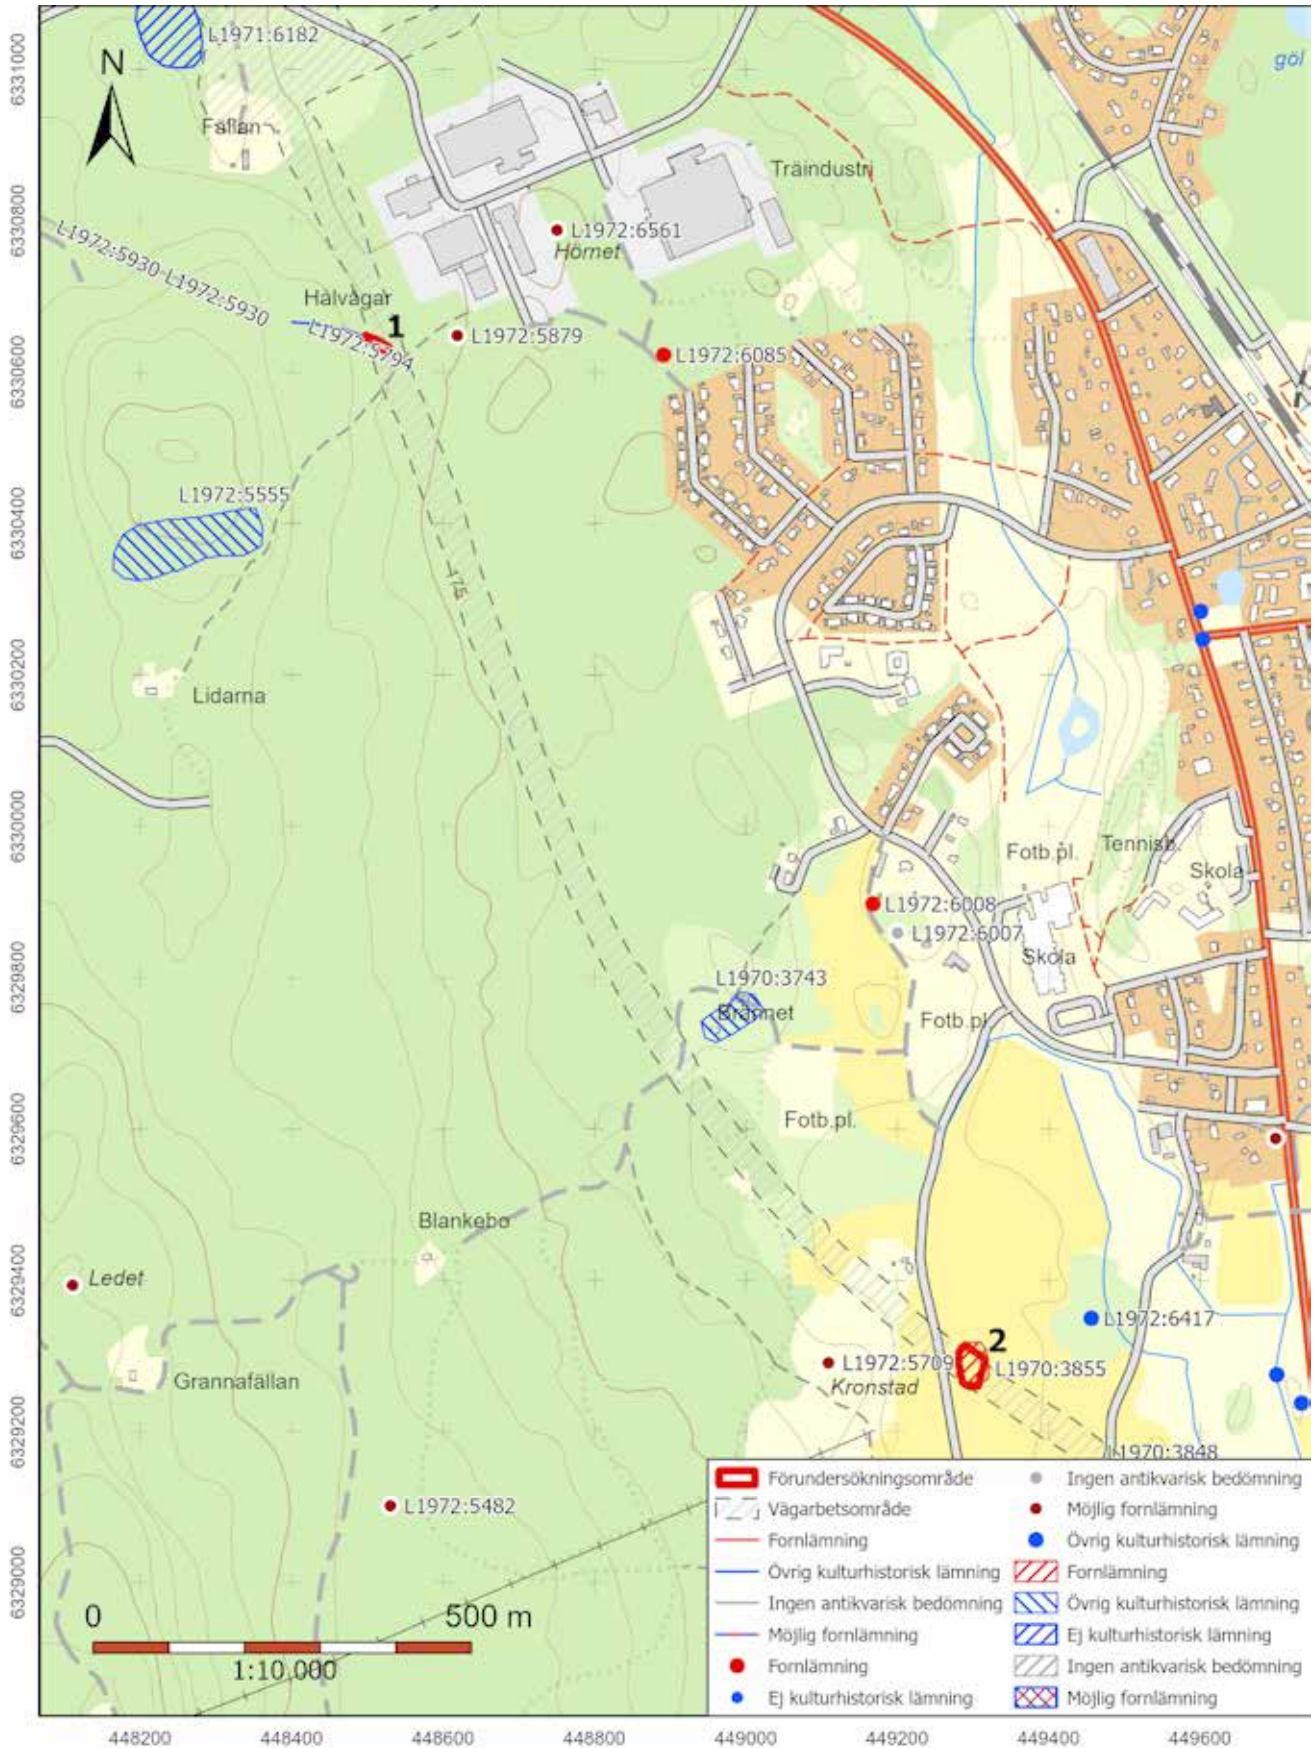 L1971:6182
göl
N
Fällan
Träindustri
L1972:6561
Hörnet
L1972:5930 L1972:5930
Hålvägar
1
L1972:5794
L1972:5879
L1972:6085
L1972:5555
175
Lidarna
Fotb.pl.
Tennisb.
Skola
L1972:6008
L1972:6007
Skola
L1970:3743
Brännet
Fotb.pl.
Fotb.pl.
Blankebo
Ledet
L1972:6417
2
L1972:5709
L1970:3855
Grannafällan
Kronstad
L1970:3848
L1972:5482
0 500 m
1:10 000
Förundersökningsområde
Vägarbetsområde
Fornlämning
Övrig kulturhistorisk lämning
Ingen antikvarisk bedömning
Möjlig fornlämning
Fornlämning
Ej kulturhistorisk lämning
Ingen antikvarisk bedömning
Möjlig fornlämning
Övrig kulturhistorisk lämning
Fornlämning
Övrig kulturhistorisk lämning
Ej kulturhistorisk lämning
Ingen antikvarisk bedömning
Möjlig fornlämning
6331000
6330800
6330600
6330400
6330200
6330000
6329800
6329600
6329400
6329200
6329000
448200 448400 448600 448800 449000 449200 449400 449600